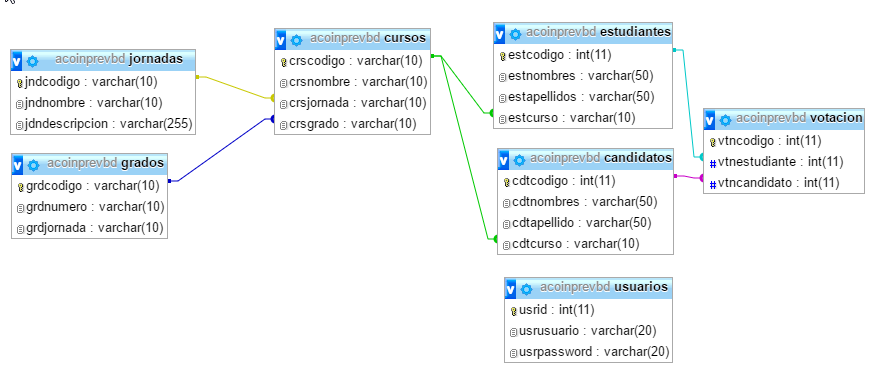 acoinprevbd jornadas
jndcodigo : varchar(10)
jndnombre : varchar(10)
jdndescripcion : varchar(255)
acoinprevbd grados
grdcodigo : varchar(10)
grdnumero : varchar(10)
grdjornada : varchar(10)
acoinprevbd cursos
crscodigo : varchar(10)
crsnombre : varchar(10)
crsjornada : varchar(10)
crsgrado : varchar(10)
acoinprevbd estudiantes
estcodigo : int(11)
estnombres : varchar(50)
estapellidos : varchar(50)
estcurso : varchar(10)
acoinprevbd candidatos
cdtcodigo : int(11)
cdtnombres : varchar(50)
cdtapellido : varchar(50)
cdtcurso : varchar(10)
acoinprevbd usuarios
usrid : int(11)
usrusuario : varchar(20)
usrpassword : varchar(20)
acoinprevbd votacion
vtncodigo : int(11)
# vtnestudiante : int(11)
# vtncandidato : int(11)